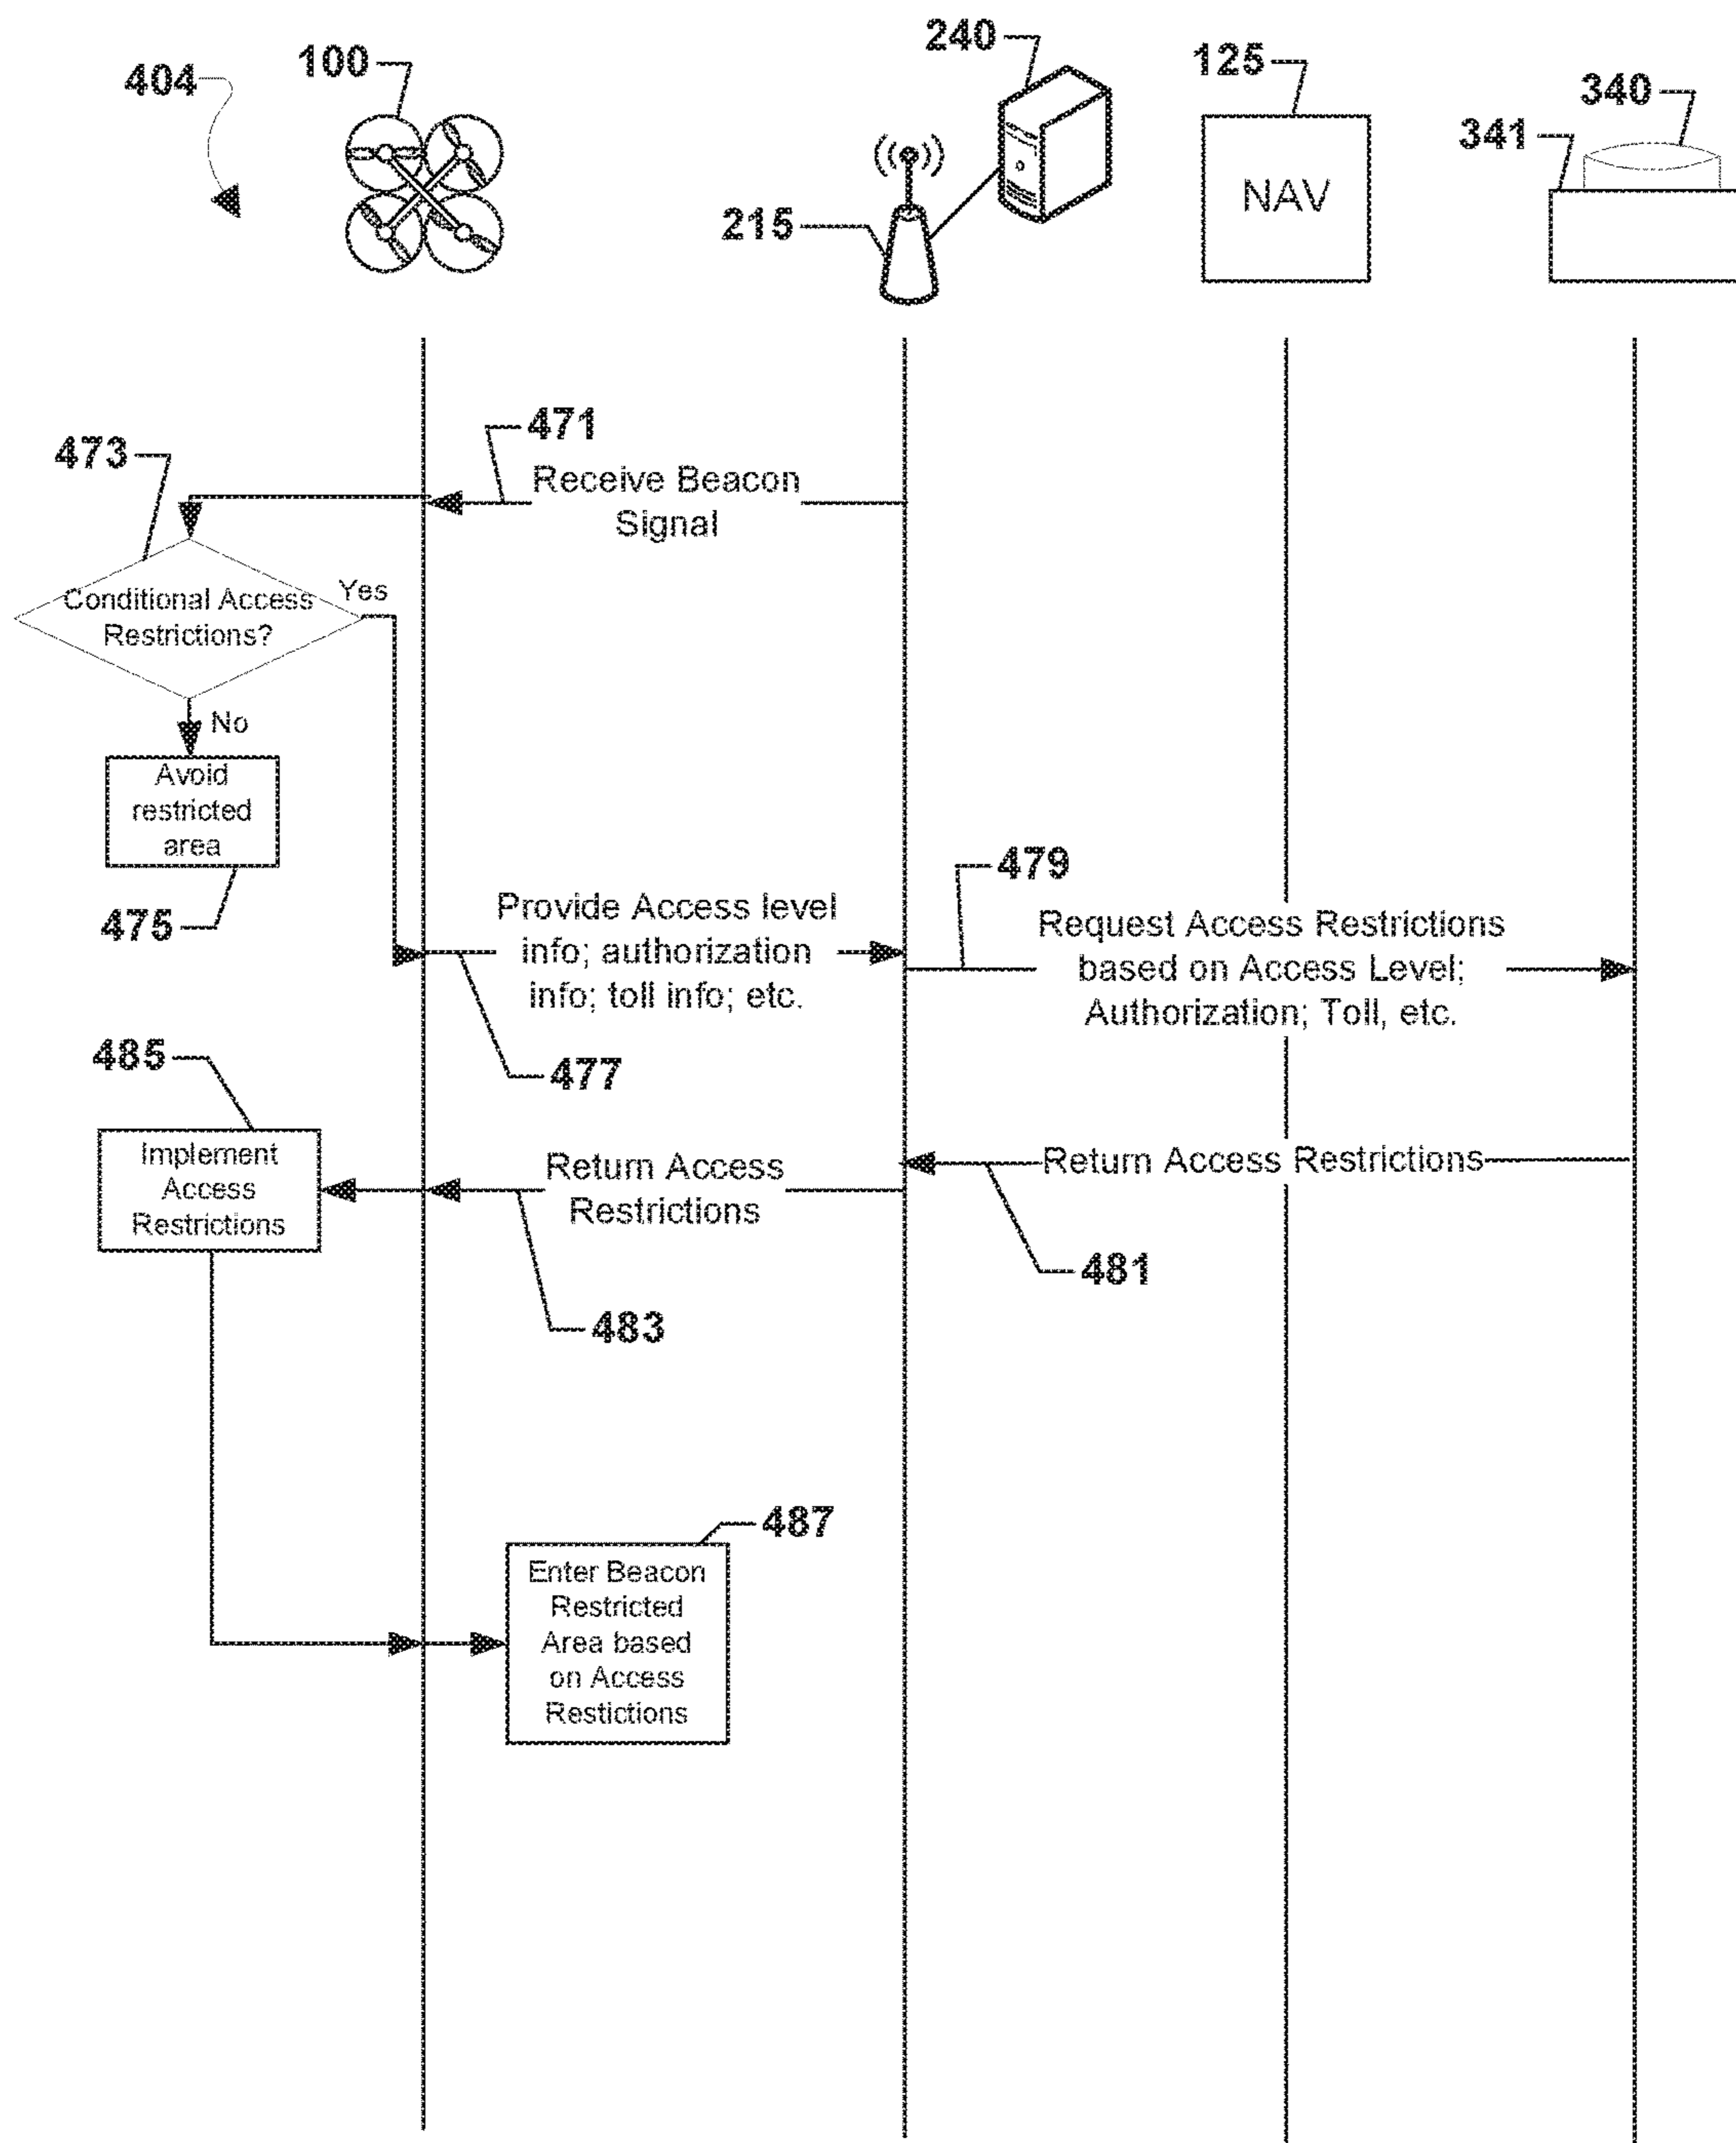 240
100
125
404
340
341
NAV
215
471
473
Receive Beacon
Signal
Yes
Conditional Access
Restrictions?
No
Avoid
restricted
area
479
Provide Access level
info; authorization
info; toll info; etc.
475
Request Access Restrictions
based on Access Level;
Authorization; Toll, etc.
485
477
Implement
Access
Restrictions
Return Access
Restrictions
Return Access Restrictions
481
483
487
Enter Beacon
Restricted
Area based
on Access
Restictions